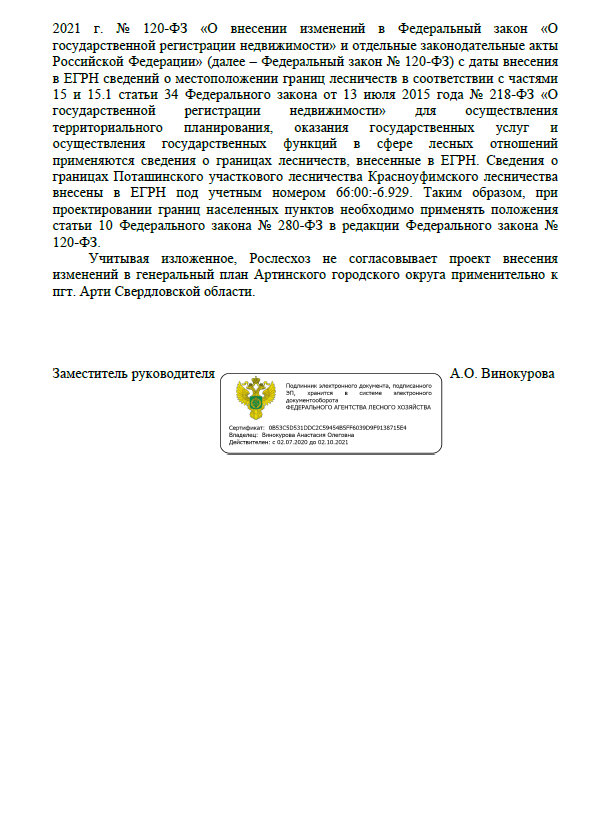 2021 г. № 120-ФЗ «О внесении изменений в Федеральный закон «О
государственной регистрации недвижимости» и отдельные законодательные акты
Российской Федерации» (далее – Федеральный закон № 120-ФЗ) с даты внесения
в ЕГРН сведений о местоположении границ лесничеств в соответствии с частями
15 и 15.1 статьи 34 Федерального закона от 13 июля 2015 года № 218-ФЗ «О
государственной регистрации недвижимости» для осуществления
территориального планирования, оказания государственных услуг и
осуществления государственных функций в сфере лесных отношений
применяются сведения о границах лесничеств, внесенные в ЕГРН. Сведения о
границах Поташинского участкового лесничества Красноуфимского лесничества
внесены в ЕГРН под учетным номером 66:00:-6.929. Таким образом, при
проектировании границ населенных пунктов необходимо применять положения
статьи 10 Федерального закона № 280-ФЗ в редакции Федерального закона №
120-ФЗ.
Учитывая изложенное, Рослесхоз не согласовывает проект внесения
изменений в генеральный план Артинского городского округа применительно к
пгт. Арти Свердловской области.
Заместитель руководителя А.О. Винокурова
Подлинник электронного документа, подписанного
ЭП, хранится в системе электронного
документооборота
ФЕДЕРАЛЬНОГО АГЕНТСТВА ЛЕСНОГО ХОЗЯЙСТВА
Сертификат: 0B53C5D531DDC2C59454B5FF6039D9F9138715E4
Владелец: Винокурова Анастасия Олеговна
Действителен: с 02.07.2020 до 02.10.2021